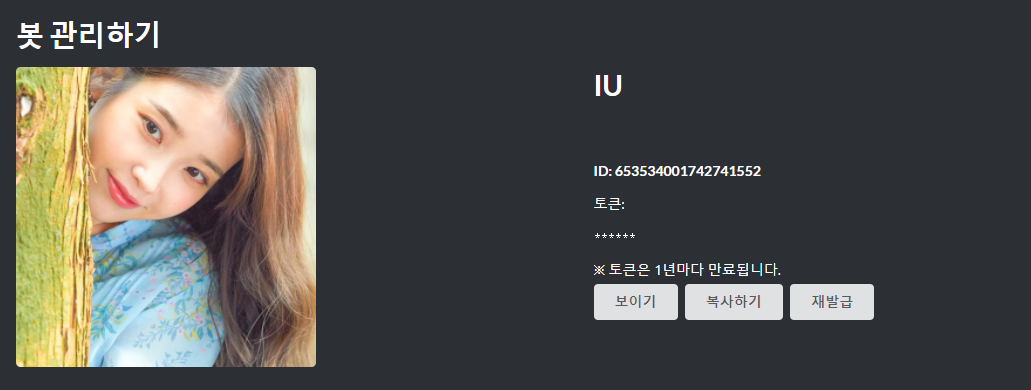 봇 관리하기
IU
ID: 653534001742741552
토큰:
******
※ 토큰은 1년마다 만료됩니다.
보이기 복사하기 재발급